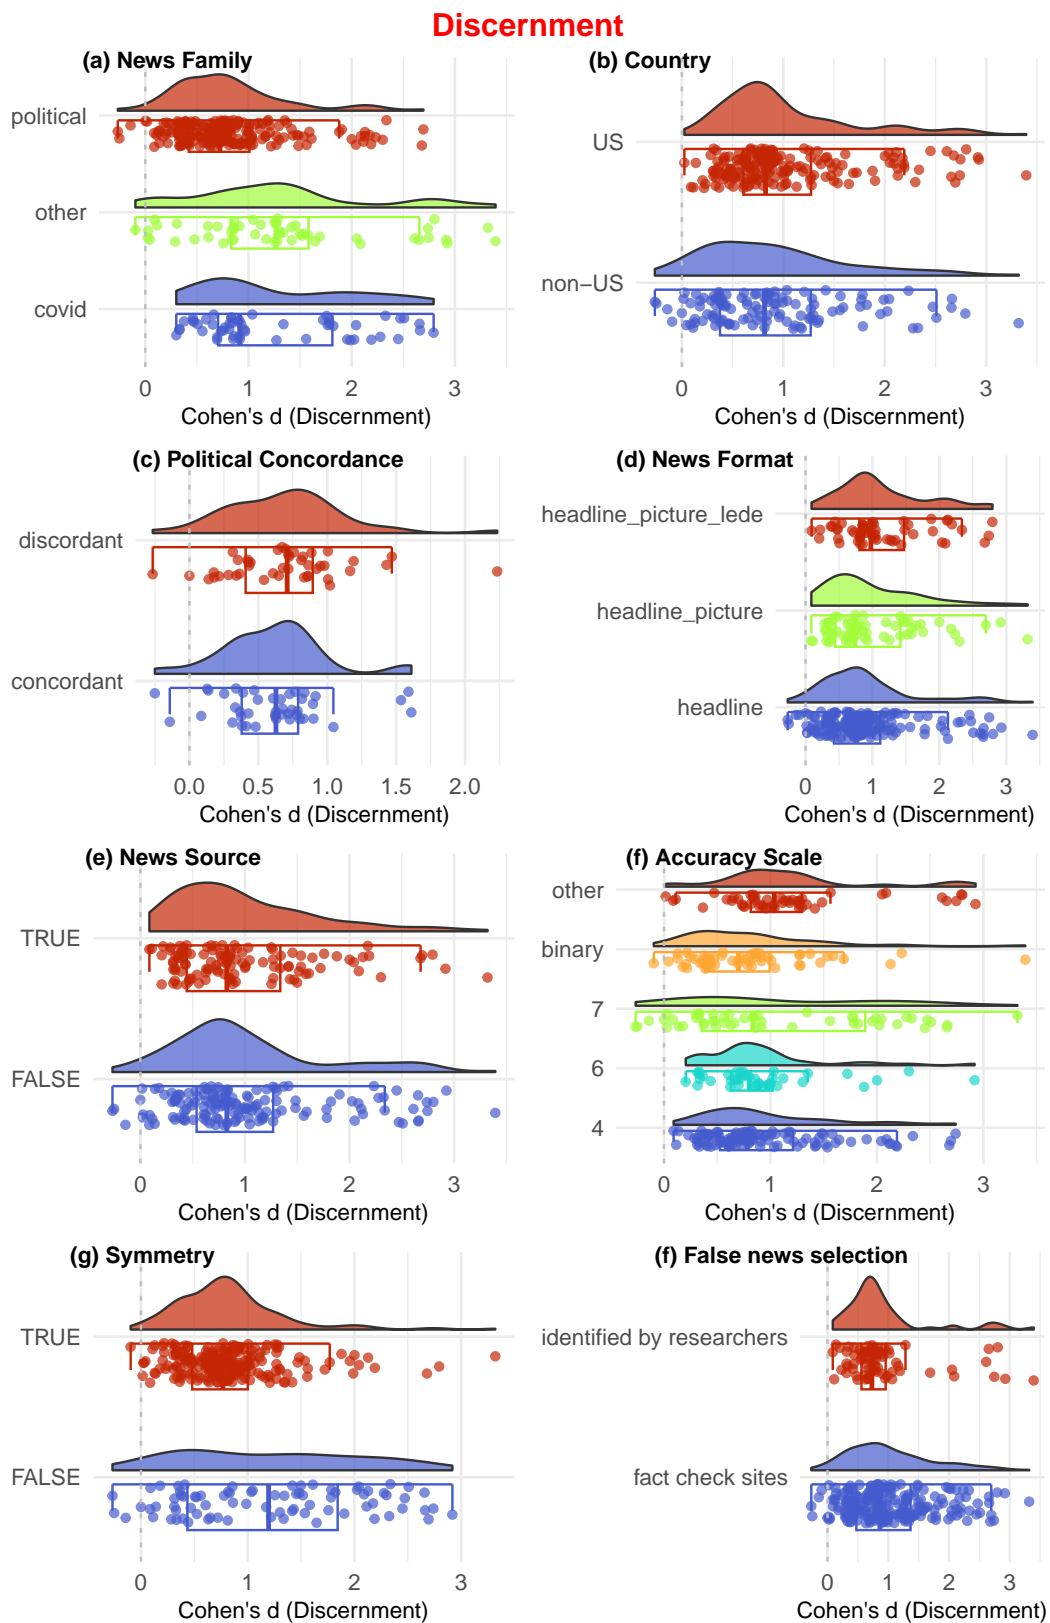 Discernment
(a) News Family
political
other
covid
0 1 2 3
Cohen's d (Discernment)
(b) Country
US
non−US
0 1 2 3
Cohen's d (Discernment)
(c) Political Concordance
discordant
concordant
0.0 0.5 1.0 1.5 2.0
Cohen's d (Discernment)
(d) News Format
headline_picture_lede
headline_picture
headline
0 1 2 3
Cohen's d (Discernment)
(e) News Source
TRUE
FALSE
0 1 2 3
Cohen's d (Discernment)
(f) Accuracy Scale
other
binary
7
6
4
0 1 2 3
Cohen's d (Discernment)
(g) Symmetry
TRUE
FALSE
0 1 2 3
Cohen's d (Discernment)
(f) False news selection
identified by researchers
fact check sites
0 1 2 3
Cohen's d (Discernment)